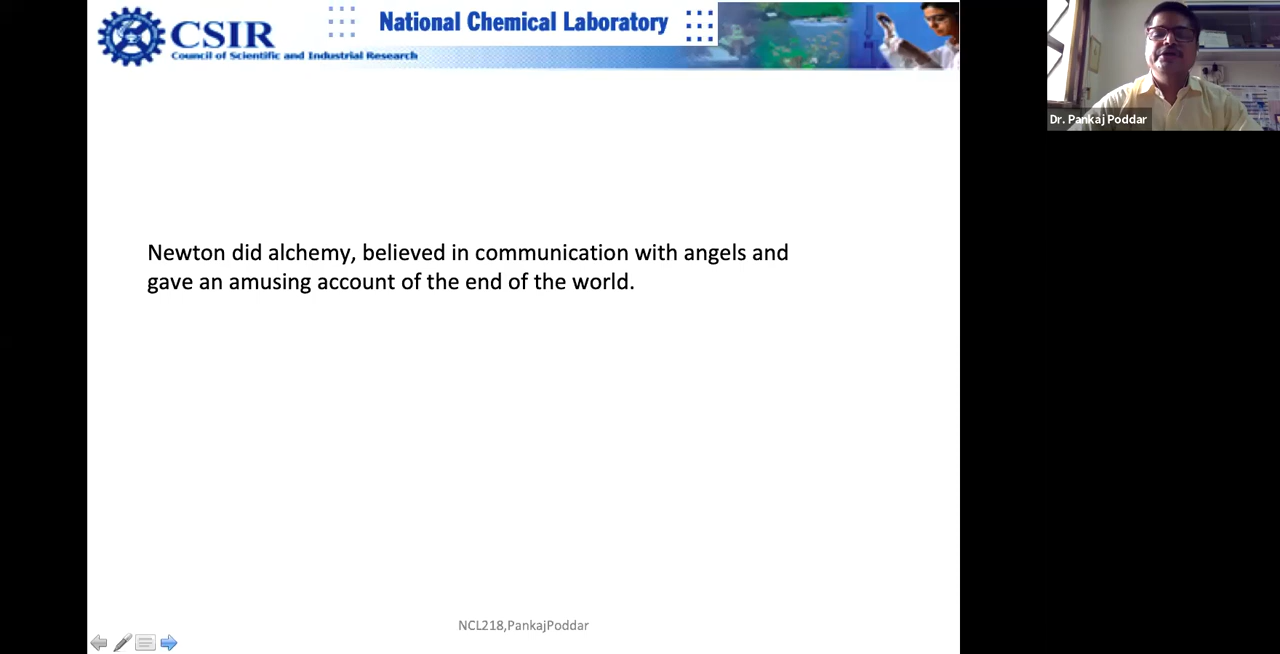 CSIR
Council of Scientific and Industrial Research
National Chemical Laboratory
Dr. Pankaj Poddar
Newton did alchemy, believed in communication with angels and
gave an amusing account of the end of the world.
NCL218,PankajPoddar